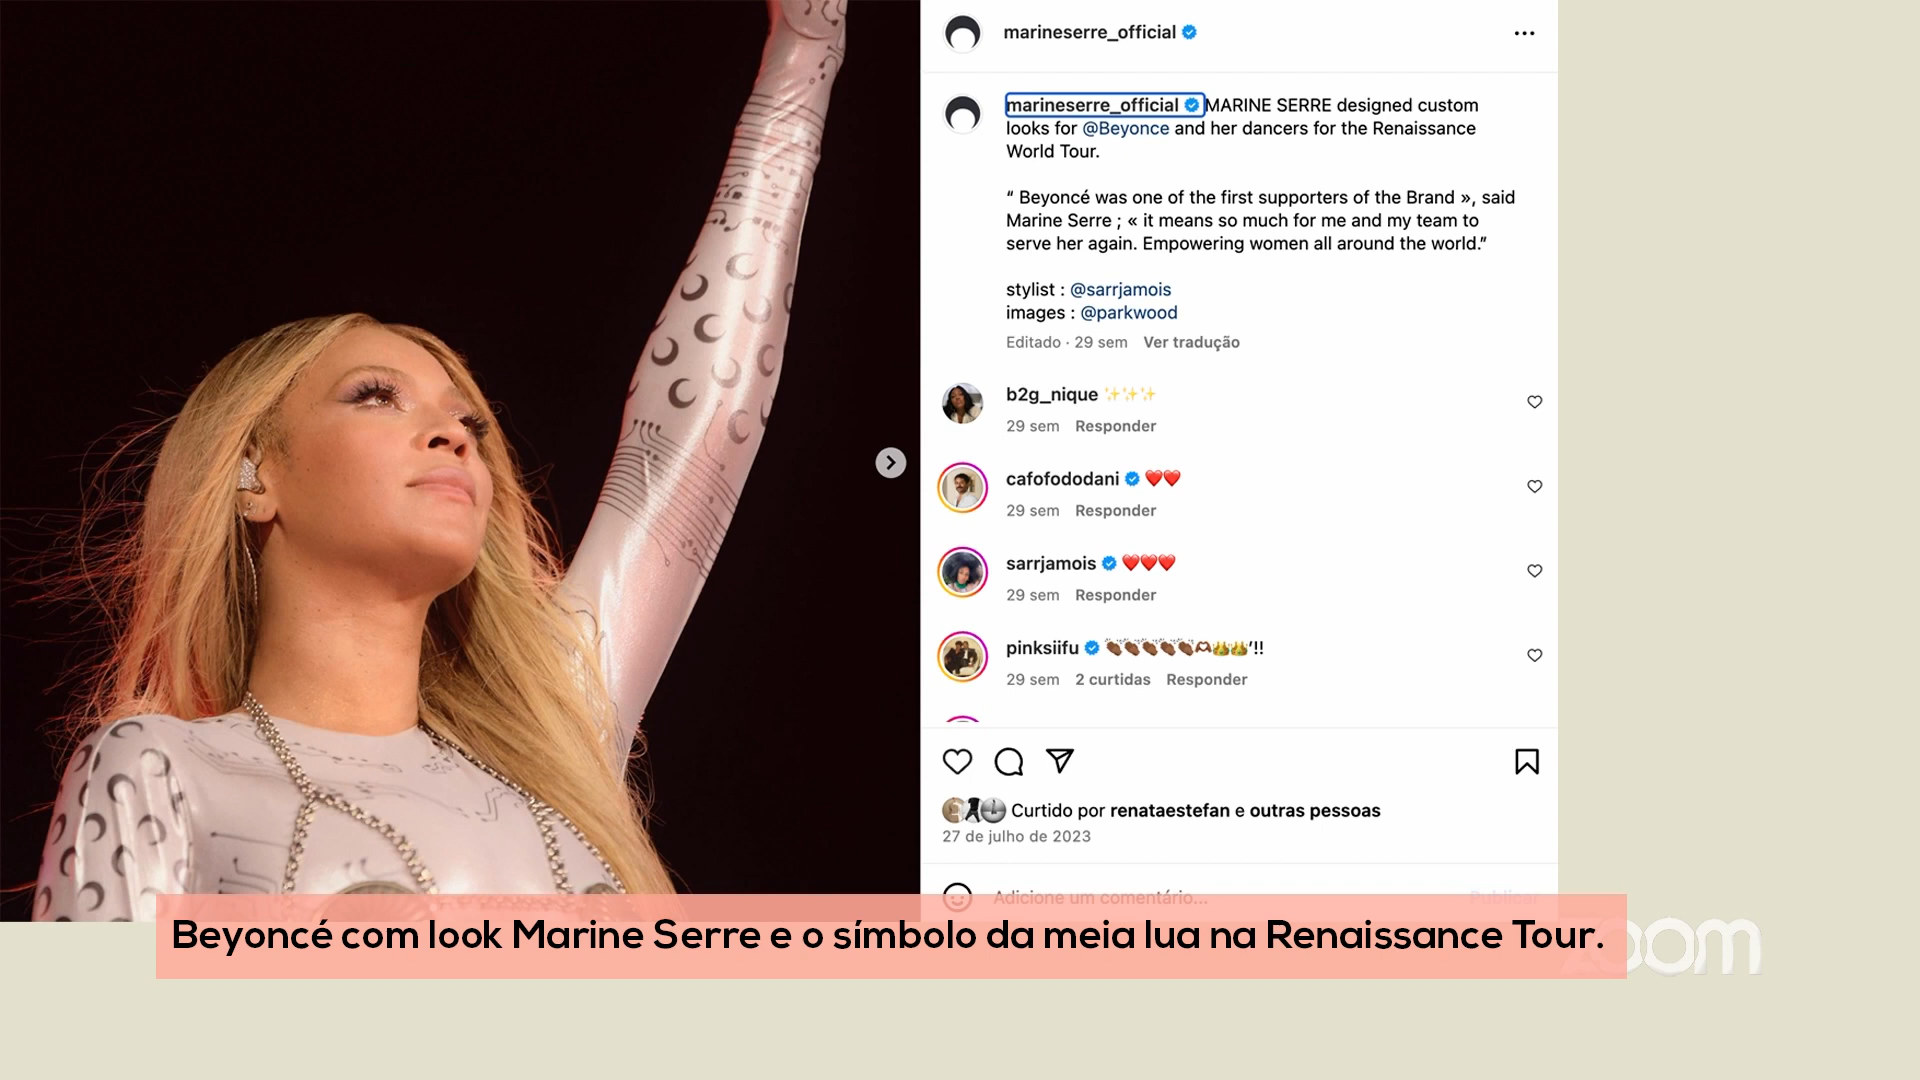 marineserre_official
marineserre_official MARINE SERRE designed custom
looks for @Beyonce and her dancers for the Renaissance
World Tour.
“ Beyoncé was one of the first supporters of the Brand », said
Marine Serre ; « it means so much for me and my team to
serve her again. Empowering women all around the world.”
stylist : @sarrjamois
images : @parkwood
Editado · 29 sem Ver tradução
b2g_nique ✨✨✨
29 sem Responder
cafofododani ❤️❤️
29 sem Responder
sarrjamois ❤️❤️❤️
29 sem Responder
pinksiifu 👏🏾👏🏾👏🏾👏🏾👏🏾🫶🏾👑👑’!!
29 sem 2 curtidas Responder
Curtido por renataestefan e outras pessoas
27 de julho de 2023
Adicione um comentário...
Publicar
Beyoncé com look Marine Serre e o símbolo da meia lua na Renaissance Tour.
zoom